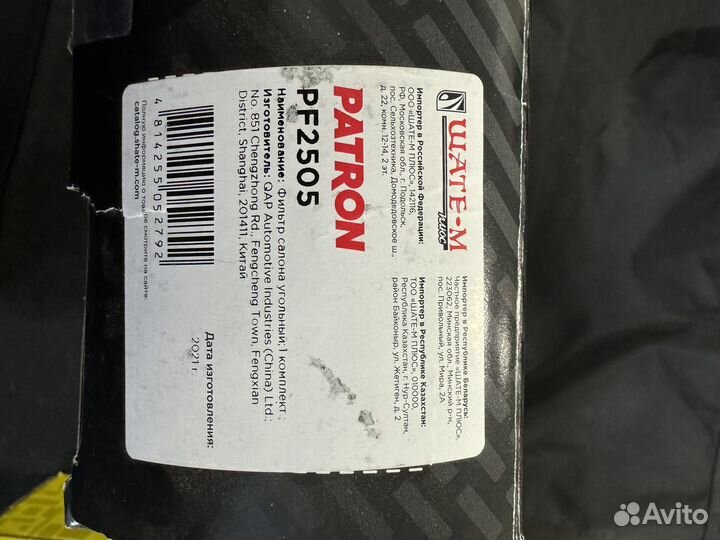 ШАТЕ-М
ПЛЮС
Импортер в Российской Федерации:
ООО «ШАТЕ-М ПЛЮС», 142116,
РФ, Московская обл., г. Подольск,
пос. Сельхозтехника, Домодедовское ш.,
д. 22, комн. 12-14, 2 эт.
Импортер в Республике Беларусь:
Частное предприятие «ШАТЕ-М ПЛЮС»,
223062, Минская обл., Минский р-н,
пос. Привольный, ул. Мира, 2А
Импортер в Республике Казахстан:
ТОО «ШАТЕ-М ПЛЮС», 010000,
Республика Казахстан, г. Нур-Султан,
район Байконыр, ул. Жетиген, д. 2
PATRON
PF2505
Наименование: Фильтр салона угольный; 1 комплект.;
Изготовитель: QAP Automotive Industries (China) Ltd.,
No. 851 Chengzhong Rd., Fengcheng Town, Fengxian
District, Shanghai, 201411, Китай
Дата изготовления:
2021 г.
4 814255 052792
Полную информацию о товаре смотрите на сайте:
catalog.shate-m.com
Avito